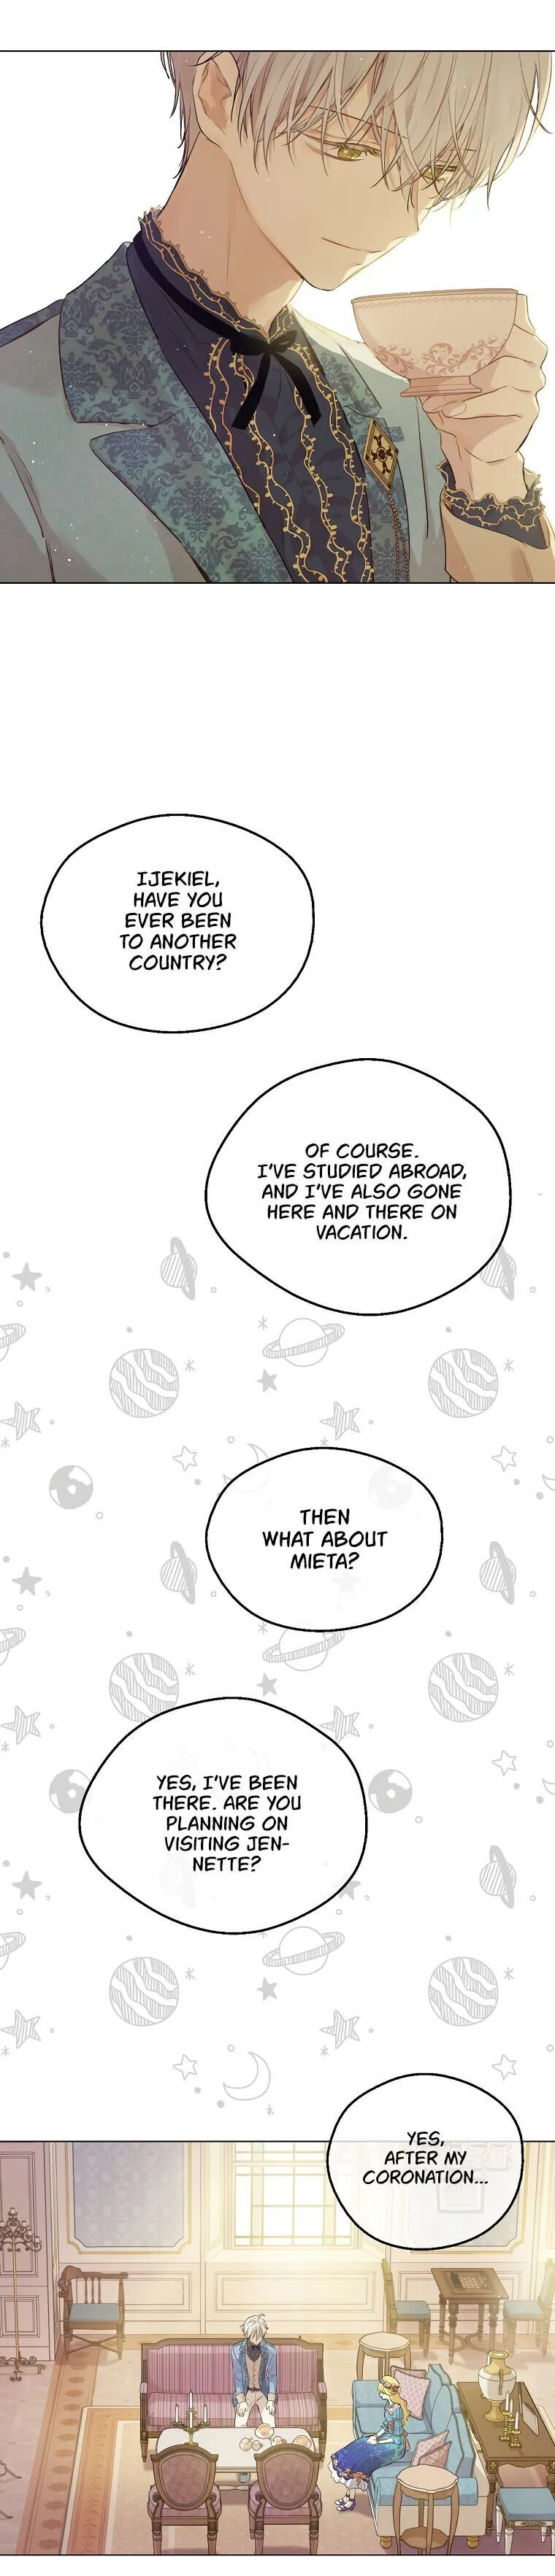 IJEKIEL,
HAVE YOU
EVER BEEN
TO ANOTHER
COUNTRY?
OF COURSE.
I'VE STUDIED ABROAD,
AND I'VE ALSO GONE
HERE AND THERE ON
VACATION.
THEN
WHAT ABOUT
MIETA?
YES, I'VE BEEN
THERE. ARE YOU
PLANNING ON
VISITING JEN-
NETTE?
YES,
AFTER MY
CORONATION...